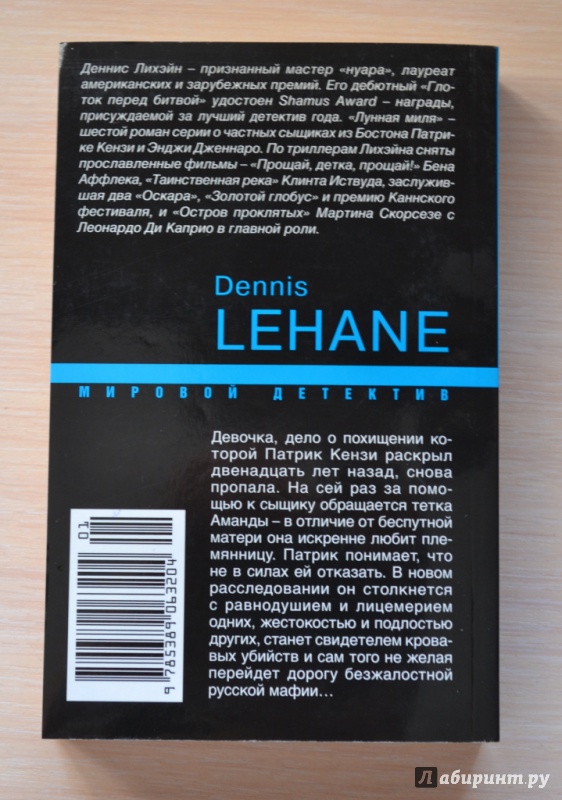 Деннис Лихэйн – признанный мастер «нуара», лауреат
американских и зарубежных премий. Его дебютный «Гло-
ток перед битвой» удостоен Shamus Award – награды,
присуждаемой за лучший детектив года. «Лунная миля» –
шестой роман серии о частных сыщиках из Бостона Патри-
ке Кензи и Энджи Дженнаро. По триллерам Лихэйна сняты
прославленные фильмы – «Прощай, детка, прощай!» Бена
Аффлека, «Таинственная река» Клинта Иствуда, заслужив-
шая два «Оскара», «Золотой глобус» и премию Каннского
фестиваля, и «Остров проклятых» Мартина Скорсезе с
Леонардо Ди Каприо в главной роли.
Dennis
LEHANE
МИРОВОЙ ДЕТЕКТИВ
Девочка, дело о похищении ко-
торой Патрик Кензи раскрыл
двенадцать лет назад, снова
пропала. На сей раз за помо-
щью к сыщику обращается тетка
Аманды – в отличие от беспутной
матери она искренне любит пле-
мянницу. Патрик понимает, что
не в силах ей отказать. В новом
расследовании он столкнется
с равнодушием и лицемерием
одних, жестокостью и подлостью
других, станет свидетелем крова-
вых убийств и сам того не желая
перейдет дорогу безжалостной
русской мафии...
01
9 785389 063204
Лабиринт.ру